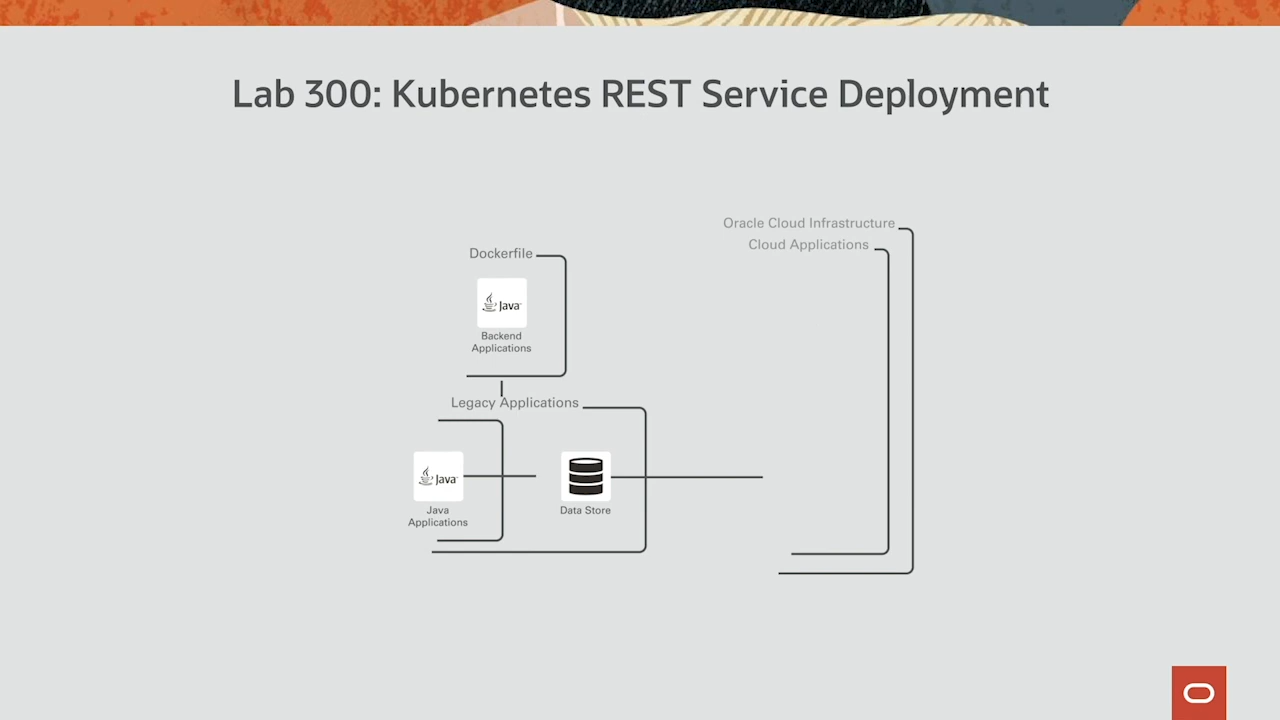 Lab 300: Kubernetes REST Service Deployment
Oracle Cloud Infrastructure
Cloud Applications
Dockerfile
Java
Backend
Applications
Legacy Applications
Java
Java
Applications
Data Store